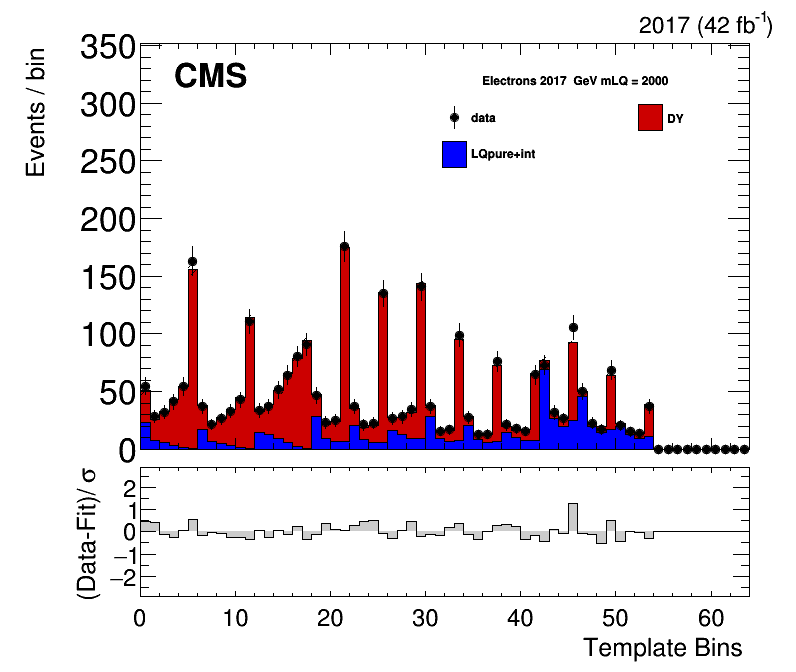 2017 (42 fb-1)
350
CMS
Electrons 2017 GeV mLQ = 2000
data
DY
LQpure+int
Events / bin
300
250
200
150
100
50
0
(Data-Fit)/ σ
2
1
0
−1
−2
0 10 20 30 40 50 60
Template Bins